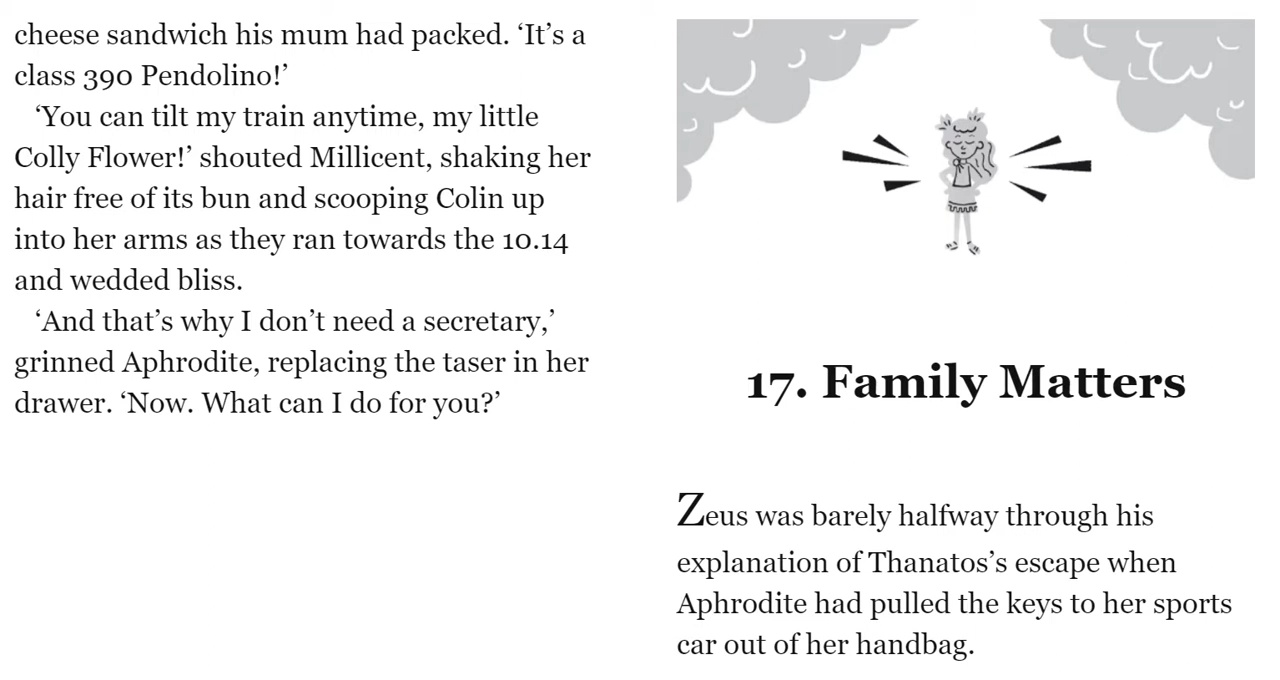 cheese sandwich his mum had packed. ‘It’s a
class 390 Pendolino!’
‘You can tilt my train anytime, my little
Colly Flower!’ shouted Millicent, shaking her
hair free of its bun and scooping Colin up
into her arms as they ran towards the 10.14
and wedded bliss.
‘And that’s why I don’t need a secretary,’
grinned Aphrodite, replacing the taser in her
drawer. ‘Now. What can I do for you?’
17. Family Matters
Zeus was barely halfway through his
explanation of Thanatos’s escape when
Aphrodite had pulled the keys to her sports
car out of her handbag.